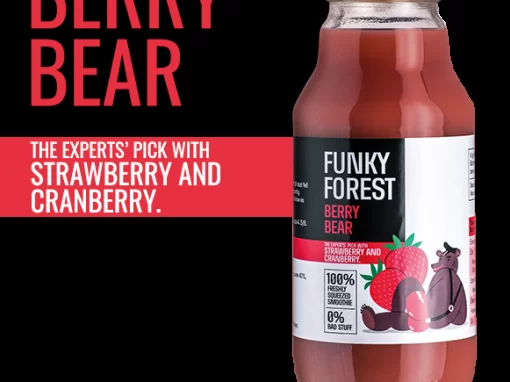 BERRY
BEAR
THE EXPERTS' PICK WITH
STRAWBERRY AND
CRANBERRY.
FUNKY
FOREST
BERRY
BEAR
THE EXPERTS' PICK WITH
STRAWBERRY AND
CRANBERRY.
100%
FRESHLY
SQUEEZED
SMOOTHIE
0%
BAD STUFF